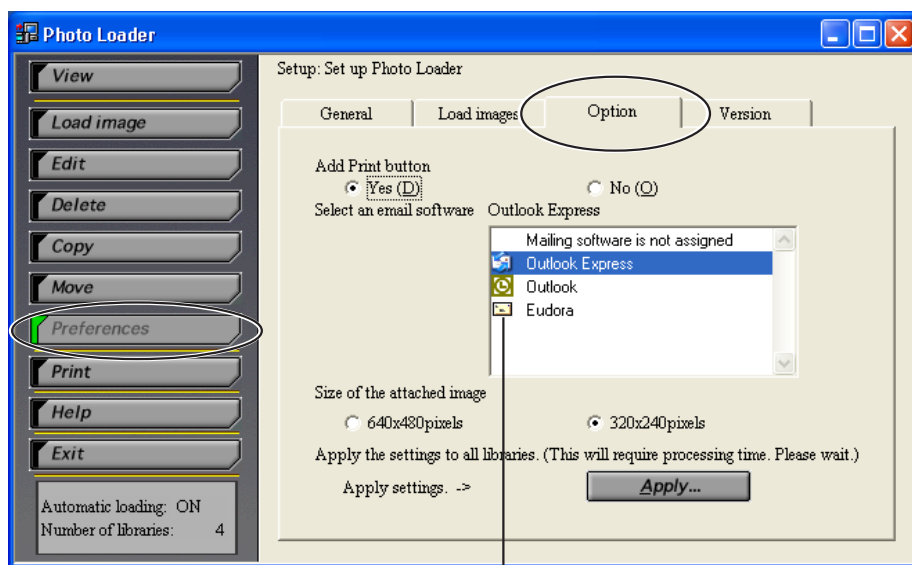 Photo Loader
View
Load image
Edit
Delete
Copy
Move
Preferences
Print
Help
Exit
Automatic loading: ON
Number of libraries: 4
Setup: Set up Photo Loader
General Load images Option Version
Add Print button
Yes (D) No (O)
Select an email software Outlook Express
Mailing software is not assigned
Outlook Express
Outlook
Eudora
Size of the attached image
640x480pixels 320x240pixels
Apply the settings to all libraries. (This will require processing time. Please wait.)
Apply settings. -> Apply...